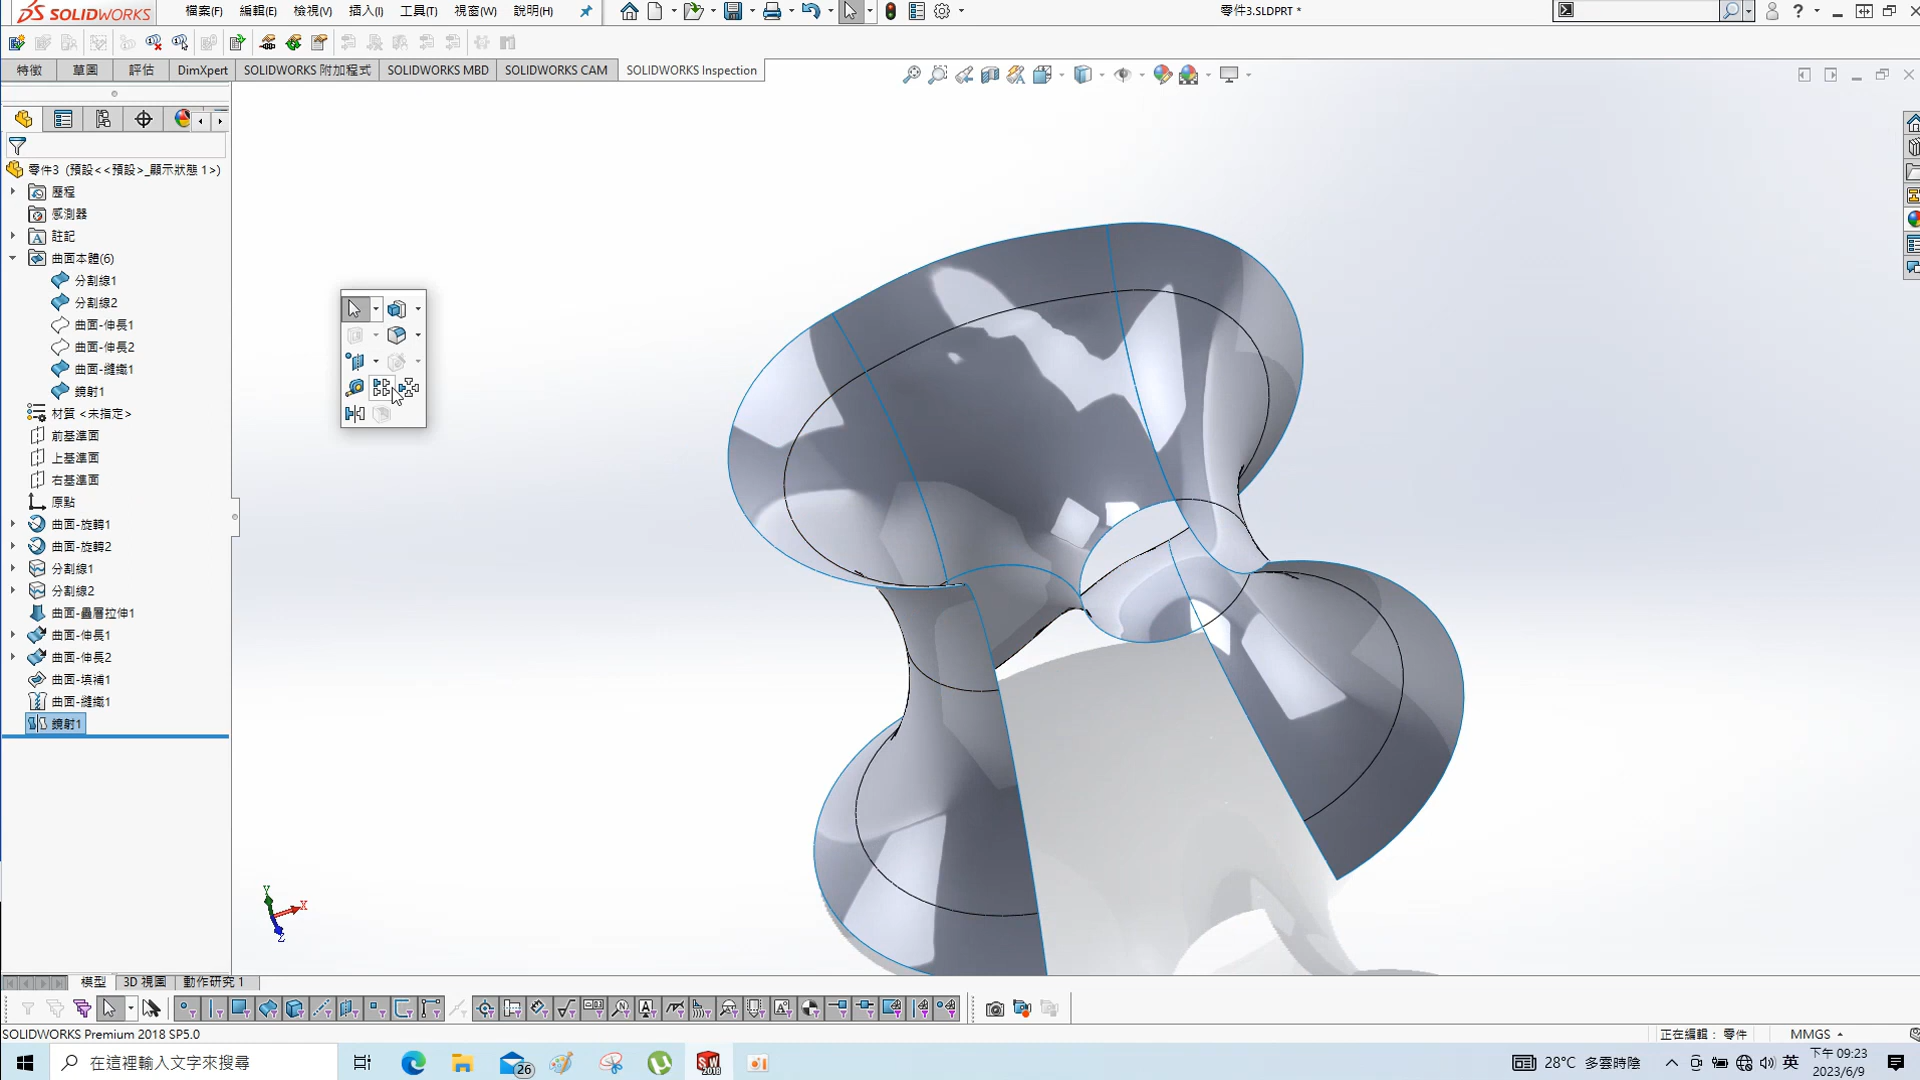 SOLIDWORKS 檔案(F) 編輯(E) 檢視(V) 插入(I) 工具(T) 視窗(W) 說明(H) 零件3.SLDPRT *
特徵 草圖 評估 DimXpert SOLIDWORKS 附加程式 SOLIDWORKS MBD SOLIDWORKS CAM SOLIDWORKS Inspection
零件3 (預設<<預設>_顯示狀態 1>)
歷程
感測器
註記
曲面本體(6)
分割線1
分割線2
曲面-伸長1
曲面-伸長2
曲面-縫織1
鏡射1
材質 <未指定>
前基準面
上基準面
右基準面
原點
曲面-旋轉1
曲面-旋轉2
分割線1
分割線2
曲面-疊層拉伸1
曲面-伸長1
曲面-伸長2
曲面-填補1
曲面-縫織1
鏡射1
Y
X
Z
模型 3D 視圖 動作研究 1
SOLIDWORKS Premium 2018 SP5.0 正在編輯： 零件 MMGS
在這裡輸入文字來搜尋 26 SW 2018 28°C 多雲時陰 英 下午 09:23
2023/6/9